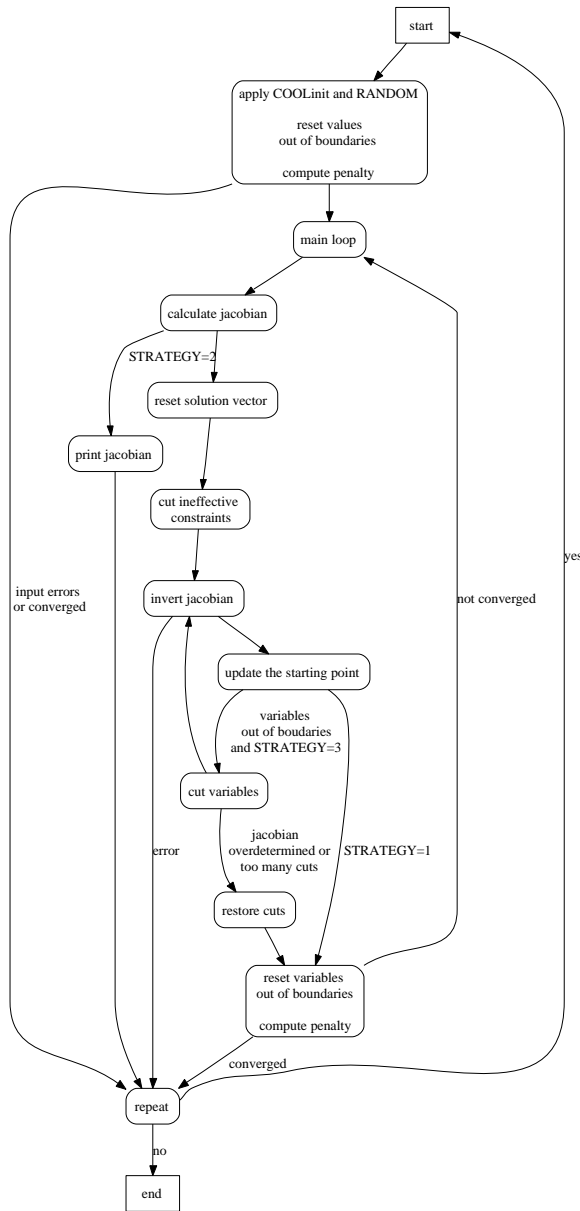 start
apply COOLinit and RANDOM
reset values
out of boundaries
compute penalty
main loop
calculate jacobian
STRATEGY=2
reset solution vector
print jacobian
cut ineffective
constraints
input errors
or converged
invert jacobian
not converged
yes
update the starting point
variables
out of boudaries
and STRATEGY=3
cut variables
jacobian
overdetermined or
too many cuts
error
STRATEGY=1
restore cuts
reset variables
out of boundaries
compute penalty
converged
repeat
no
end